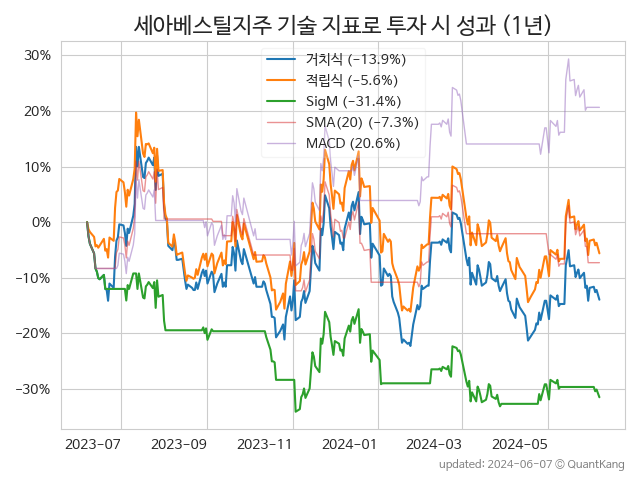 세아베스틸지주 기술 지표로 투자 시 성과 (1년)
거치식 (−13.9%)
적립식 (−5.6%)
SigM (−31.4%)
SMA(20) (−7.3%)
MACD (20.6%)
30%
20%
10%
0%
−10%
−20%
−30%
2023−07 2023−09 2023−11 2024−01 2024−03 2024−05
updated: 2024−06−07 © QuantKang